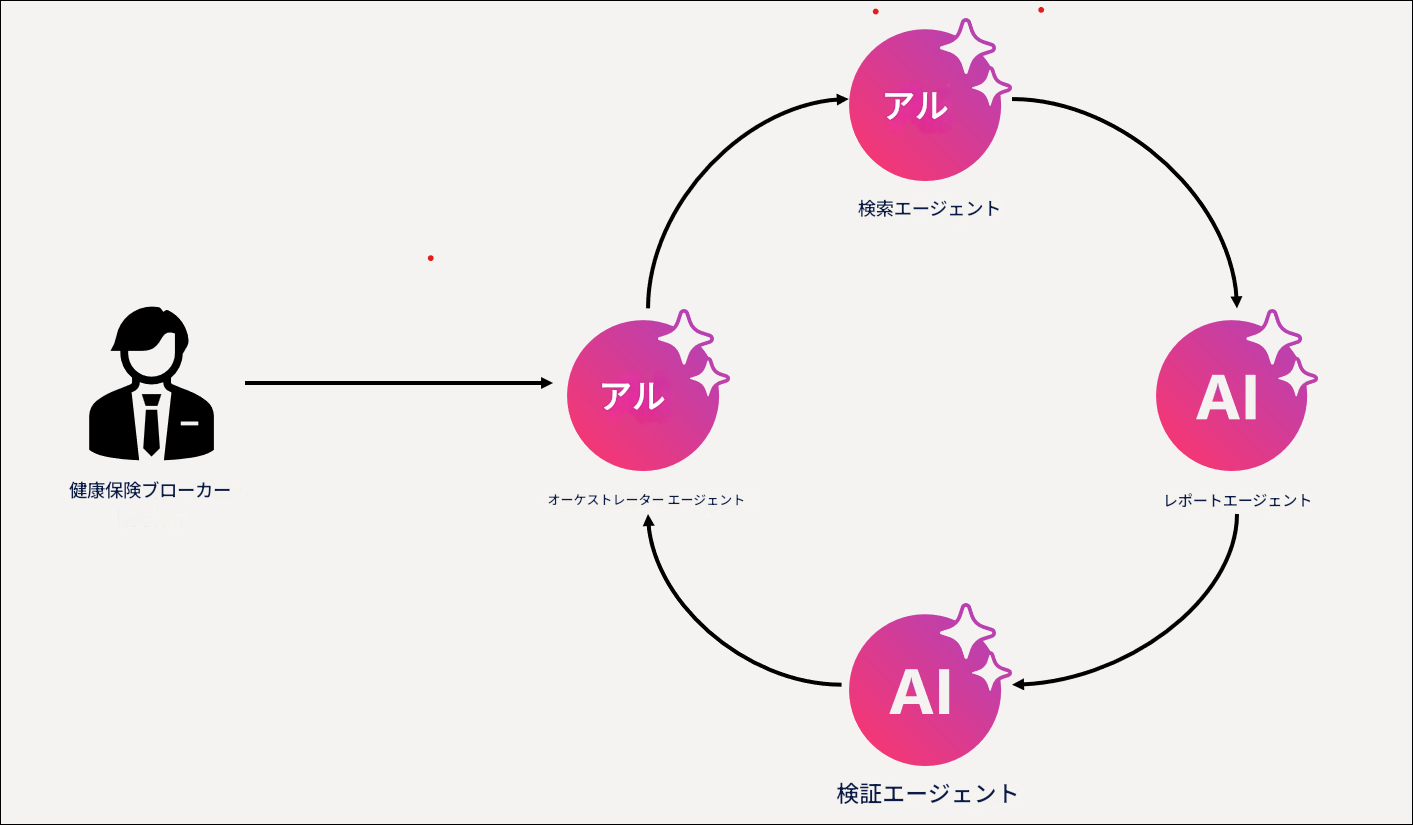 アル
検索エージェント
健康保険ブローカー
アル
オーケストレーター エージェント
AI
レポートエージェント
AI
検証エージェント